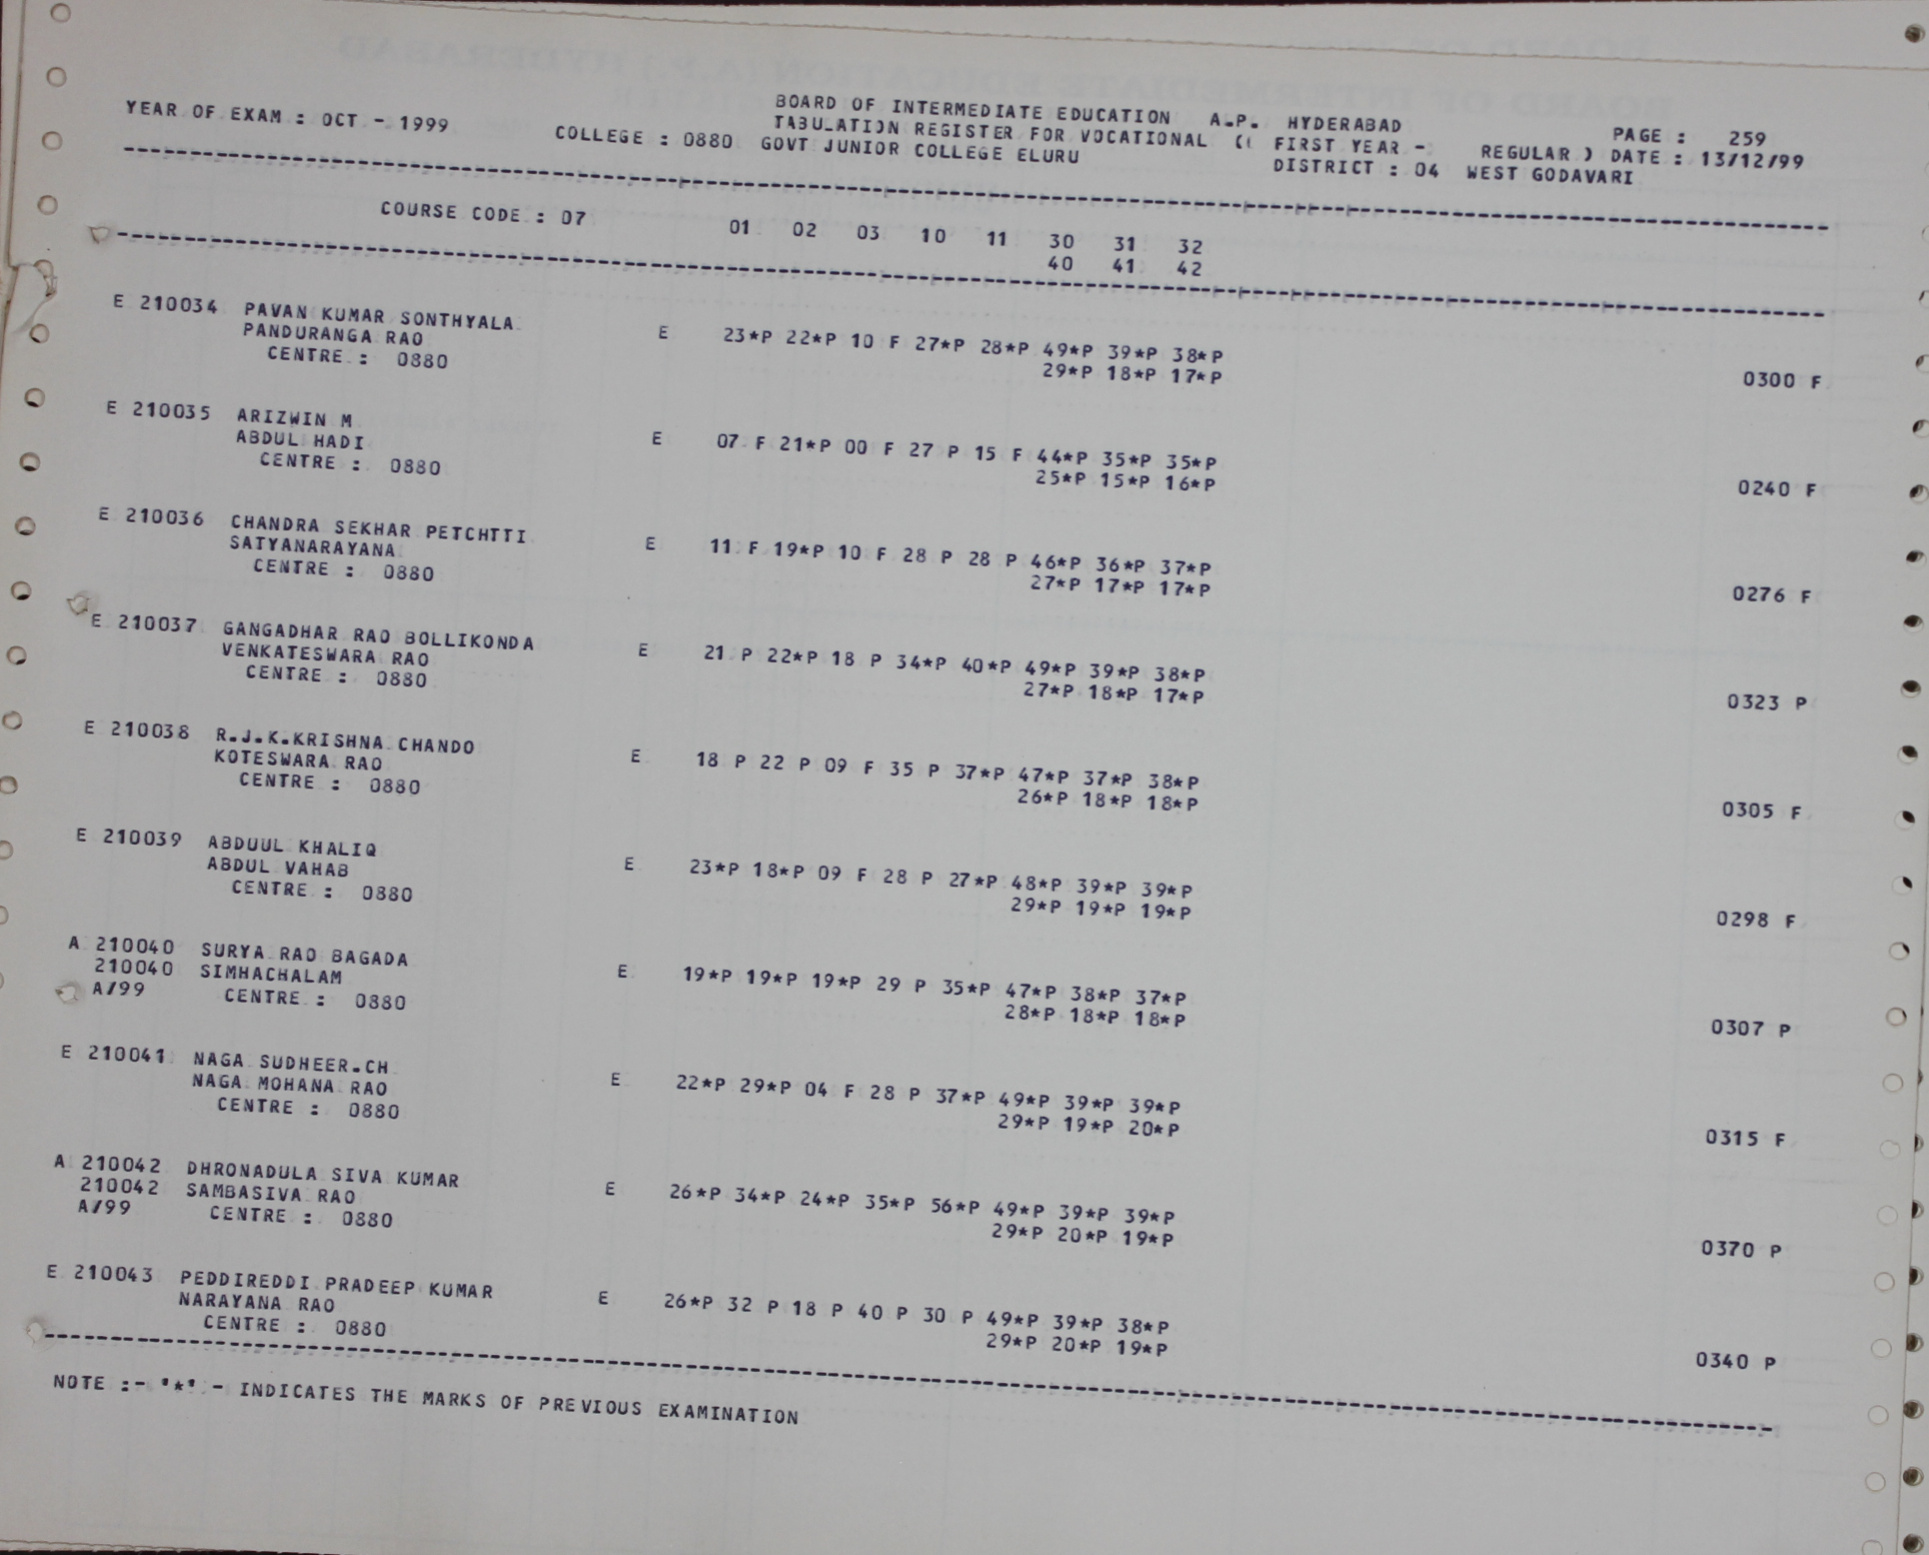 BOARD OF INTERMEDIATE EDUCATION A.P. HYDERABAD
YEAR OF EXAM : OCT - 1999 TABULATION REGISTER FOR VOCATIONAL (( FIRST YEAR - REGULAR ) PAGE : 259
COLLEGE : 0880 GOVT JUNIOR COLLEGE ELURU DISTRICT : 04 WEST GODAVARI DATE : 13/12/99
COURSE CODE : 07 01 02 03 10 11 30 31 32
40 41 42
E 210034 PAVAN KUMAR SONTHYALA E 23*P 22*P 10 F 27*P 28*P 49*P 39*P 38*P
PANDURANGA RAO 29*P 18*P 17*P
CENTRE : 0880 0300 F
E 210035 ARIZWIN M E 07 F 21*P 00 F 27 P 15 F 44*P 35*P 35*P
ABDUL HADI 25*P 15*P 16*P
CENTRE : 0880 0240 F
E 210036 CHANDRA SEKHAR PETCHTTI E 11 F 19*P 10 F 28 P 28 P 46*P 36*P 37*P
SATYANARAYANA 27*P 17*P 17*P
CENTRE : 0880 0276 F
E 210037 GANGADHAR RAO BOLLIKONDA E 21 P 22*P 18 P 34*P 40*P 49*P 39*P 38*P
VENKATESWARA RAO 27*P 18*P 17*P
CENTRE : 0880 0323 P
E 210038 R.J.K.KRISHNA CHANDO E 18 P 22 P 09 F 35 P 37*P 47*P 37*P 38*P
KOTESWARA RAO 26*P 18*P 18*P
CENTRE : 0880 0305 F
E 210039 ABDUUL KHALIQ E 23*P 18*P 09 F 28 P 27*P 48*P 39*P 39*P
ABDUL VAHAB 29*P 19*P 19*P
CENTRE : 0880 0298 F
A 210040 SURYA RAO BAGADA E 19*P 19*P 19*P 29 P 35*P 47*P 38*P 37*P
210040 SIMHACHALAM 28*P 18*P 18*P
A/99 CENTRE : 0880 0307 P
E 210041 NAGA SUDHEER.CH E 22*P 29*P 04 F 28 P 37*P 49*P 39*P 39*P
NAGA MOHANA RAO 29*P 19*P 20*P
CENTRE : 0880 0315 F
A 210042 DHRONADULA SIVA KUMAR E 26*P 34*P 24*P 35*P 56*P 49*P 39*P 39*P
210042 SAMBASIVA RAO 29*P 20*P 19*P
A/99 CENTRE : 0880 0370 P
E 210043 PEDDIREDDI PRADEEP KUMAR E 26*P 32 P 18 P 40 P 30 P 49*P 39*P 38*P
NARAYANA RAO 29*P 20*P 19*P
CENTRE : 0880 0340 P
NOTE :- '*' - INDICATES THE MARKS OF PREVIOUS EXAMINATION